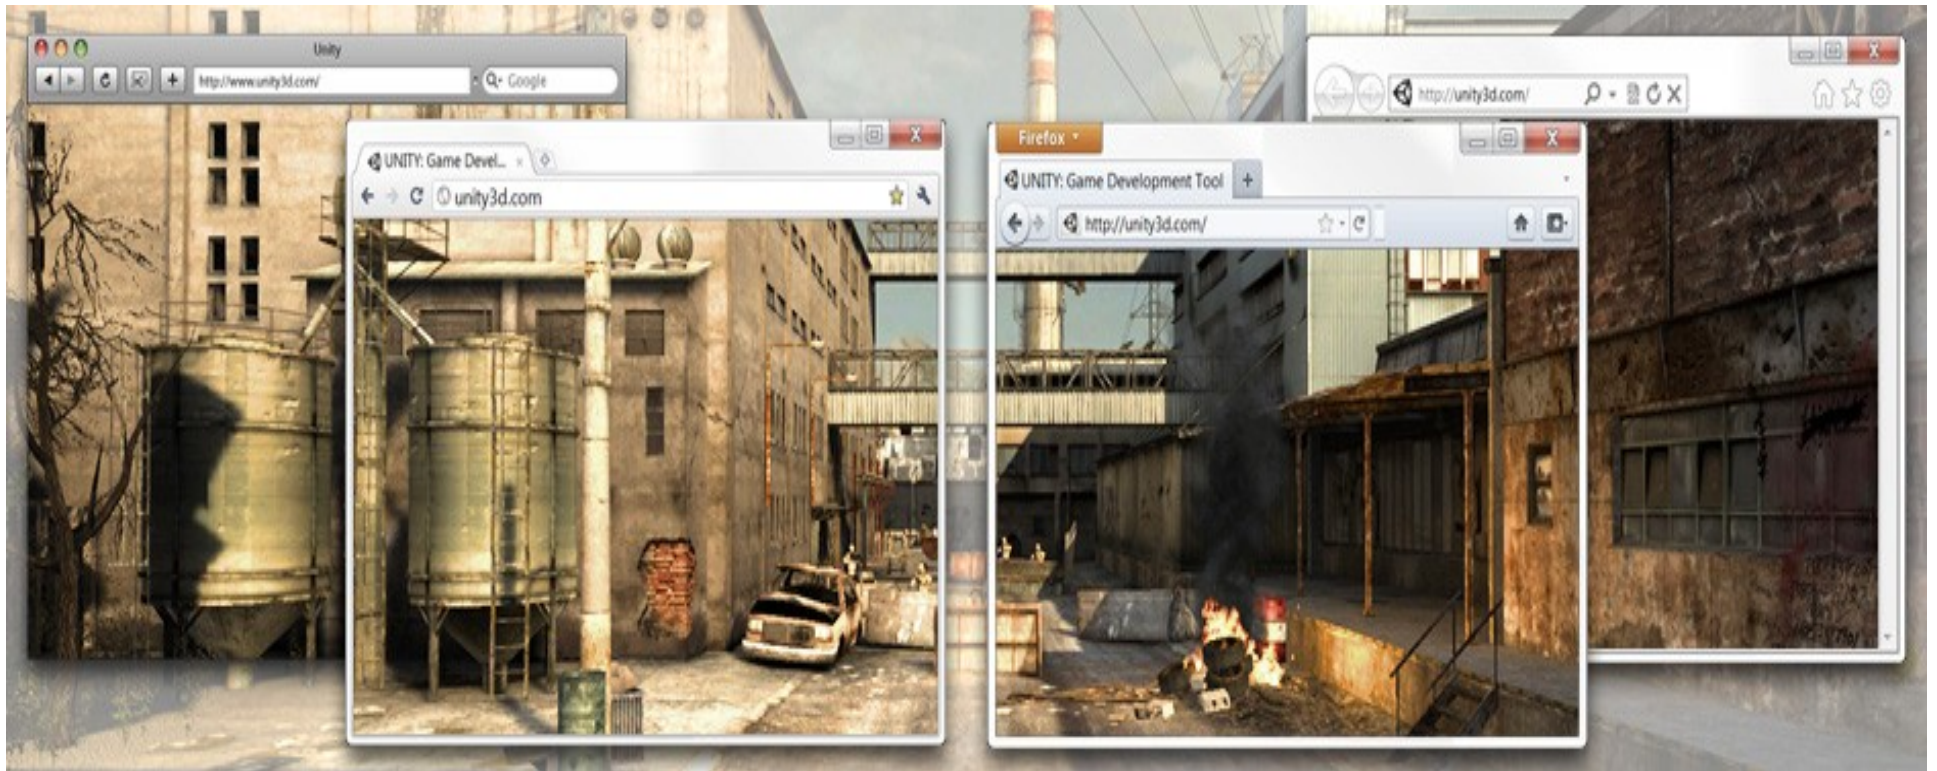 Unity
http://www.unity3d.com/
Google
UNITY: Game Devel...
unity3d.com
Firefox
UNITY: Game Development Tool
http://unity3d.com/
http://unity3d.com/